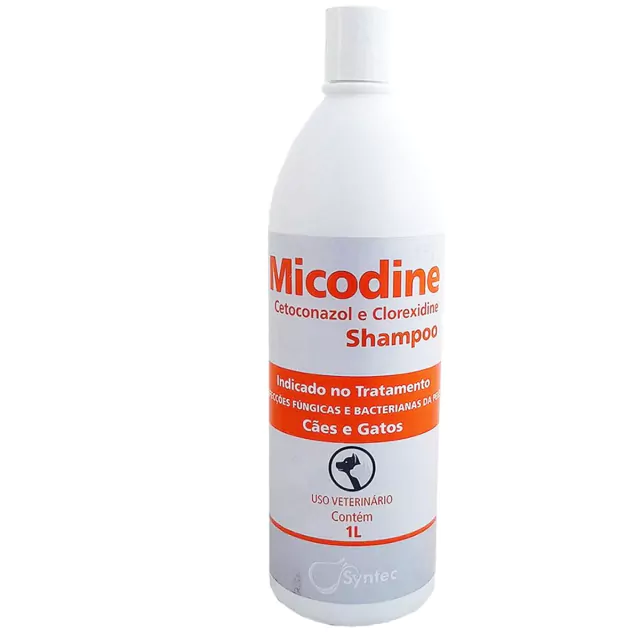 Micodine
Cetoconazol e Clorexidine
Shampoo
Indicado no Tratamento
FÚNGICAS E BACTERIANAS DA
Cães e Gatos
USO VETERINÁRIO
Contém
1L
Syntec